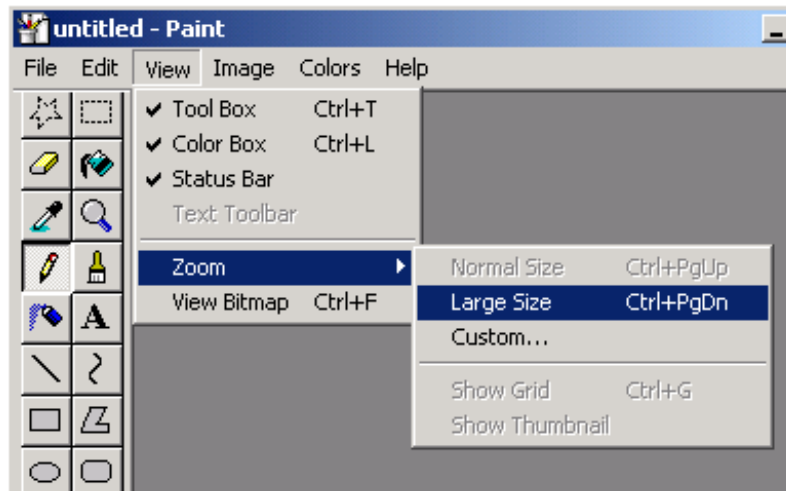 untitled - Paint
File Edit View Image Colors Help
Tool Box Ctrl+T
Color Box Ctrl+L
Status Bar
Text Toolbar
Zoom
View Bitmap Ctrl+F
Normal Size Ctrl+PgUp
Large Size Ctrl+PgDn
Custom...
Show Grid Ctrl+G
Show Thumbnail
A